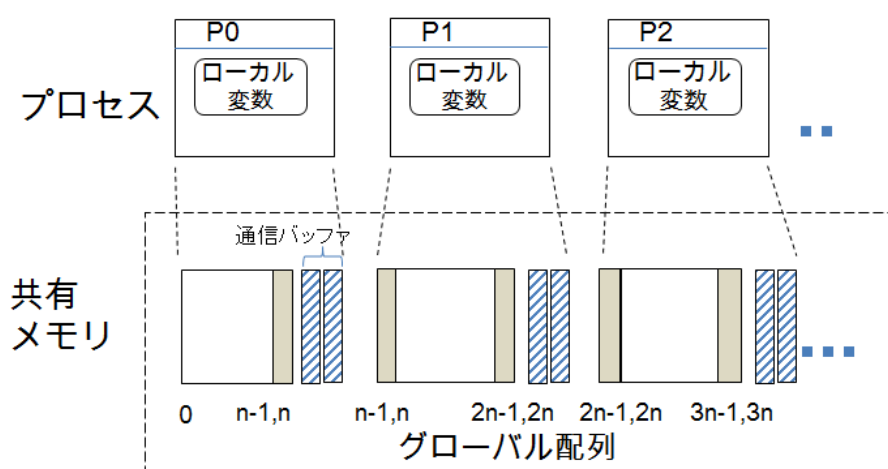 P0
P1
P2
ローカル
変数
ローカル
変数
ローカル
変数
プロセス
通信バッファ
共有
メモリ
0
n-1,n
n-1,n
2n-1,2n
2n-1,2n
3n-1,3n
グローバル配列